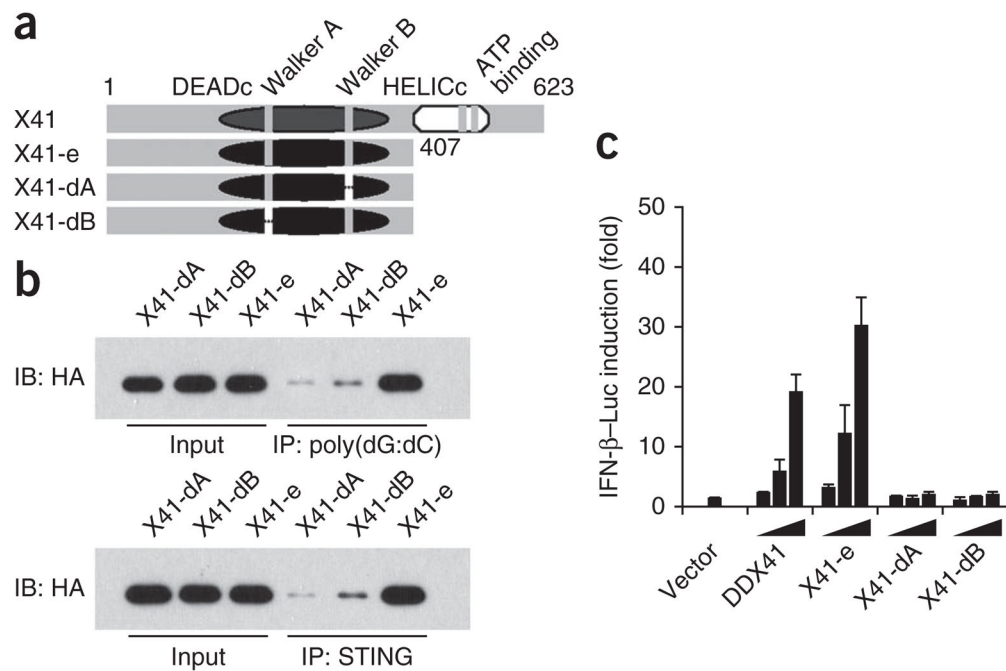 a
1
DEADc
Walker A
Walker B
HELICc
ATP binding
623
X41
407
X41-e
X41-dA
X41-dB
b
X41-dA X41-dB X41-e X41-dA X41-dB X41-e
IB: HA
Input IP: poly(dG:dC)
X41-dA X41-dB X41-e X41-dA X41-dB X41-e
IB: HA
Input IP: STING
c
IFN-β–Luc induction (fold)
50
40
30
20
10
0
Vector DDX41 X41-e X41-dA X41-dB